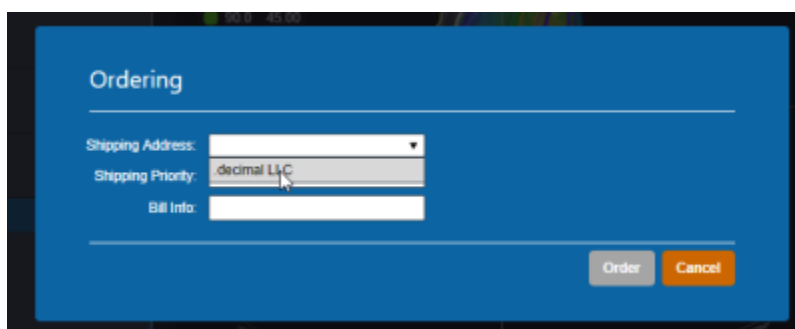 90.0 45.00
Ordering
Shipping Address:
.decimal LLC
Shipping Priority:
Bill Info:
Order Cancel